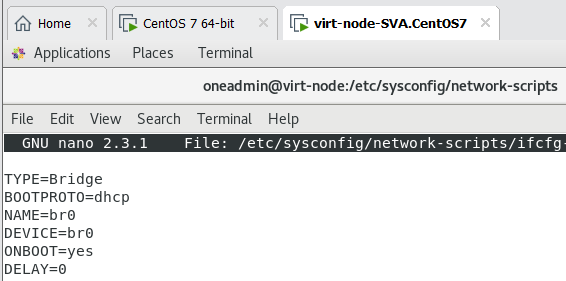 Home
CentOS 7 64-bit
virt-node-SVA.CentOS7
Applications Places Terminal
oneadmin@virt-node:/etc/sysconfig/network-scripts
File Edit View Search Terminal Help
GNU nano 2.3.1 File: /etc/sysconfig/network-scripts/ifcfg-
TYPE=Bridge
BOOTPROTO=dhcp
NAME=br0
DEVICE=br0
ONBOOT=yes
DELAY=0